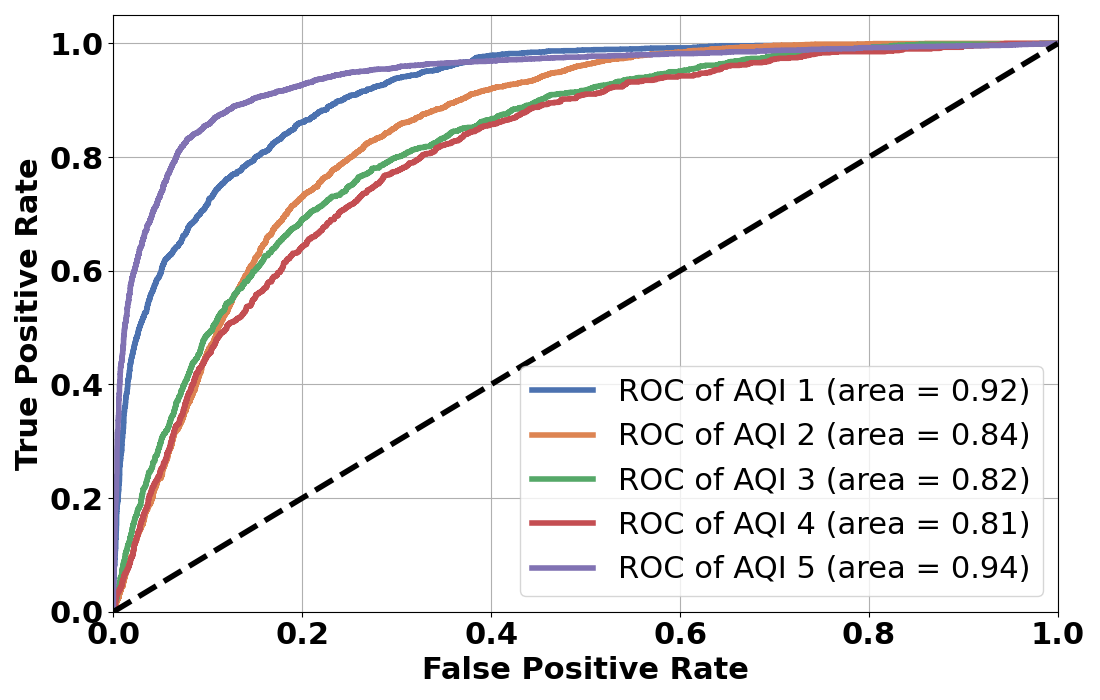 True Positive Rate
1.0
0.8
0.6
0.4
0.2
0.0
ROC of AQI 1 (area = 0.92)
ROC of AQI 2 (area = 0.84)
ROC of AQI 3 (area = 0.82)
ROC of AQI 4 (area = 0.81)
ROC of AQI 5 (area = 0.94)
0.0 0.2 0.4 0.6 0.8 1.0
False Positive Rate